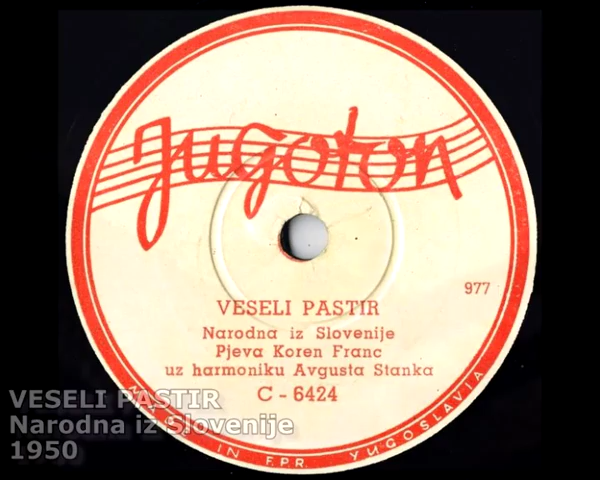 Jugoton
977
VESELI PASTIR
Narodna iz Slovenije
Pjeva Koren Franc
uz harmoniku Avgusta Stanka
C - 6424
IN F.P.R. YUGOSLAVIA
VESELI PASTIR
Narodna iz Slovenije
1950